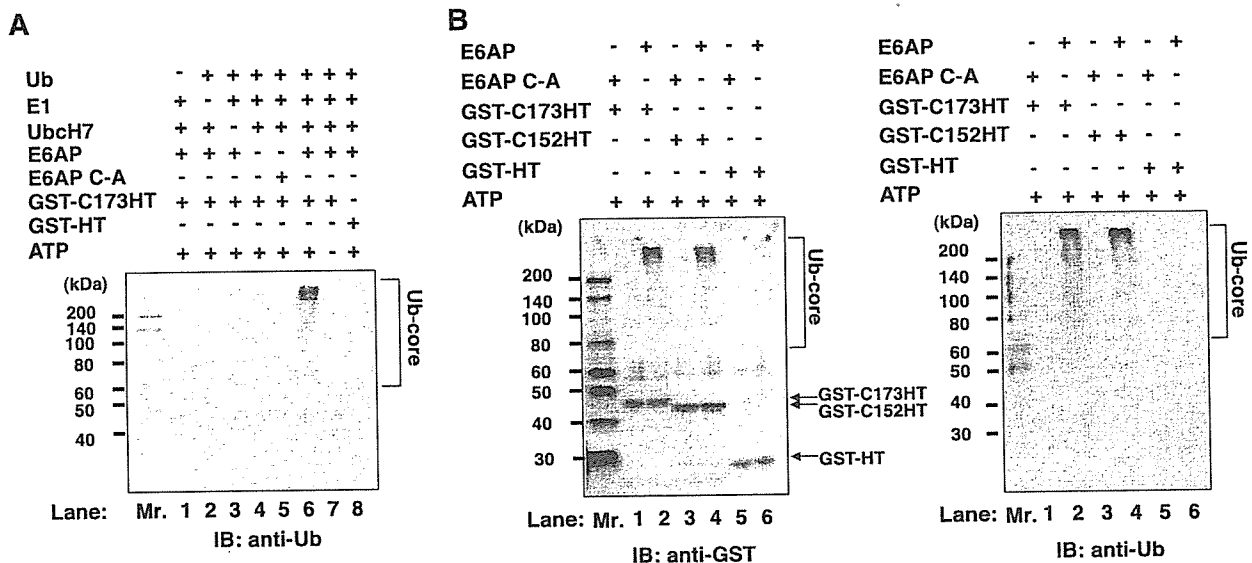 A
Ub - + + + + + + +
E1 + - + + + + + +
UbcH7 + + - + + + + +
E6AP + + + - - + + +
E6AP C-A - - - - + - - -
GST-C173HT + + + + + + + -
GST-HT - - - - - - - +
ATP + + + + + + - +
(kDa)
200
140
100
80
60
50
40
Ub-core
Lane: Mr. 1 2 3 4 5 6 7 8
IB: anti-Ub
B
E6AP - + - + - +
E6AP C-A + - + - + -
GST-C173HT + + - - - -
GST-C152HT - - + + - -
GST-HT - - - - + +
ATP + + + + + +
(kDa)
200
140
100
80
60
50
40
30
Ub-core
GST-C173HT
GST-C152HT
GST-HT
Lane: Mr. 1 2 3 4 5 6
IB: anti-GST
E6AP - + - + - +
E6AP C-A + - + - + -
GST-C173HT + + - - - -
GST-C152HT - - + + - -
GST-HT - - - - + +
ATP + + + + + +
(kDa)
200
140
100
80
60
50
40
30
Ub-core
Lane: Mr. 1 2 3 4 5 6
IB: anti-Ub